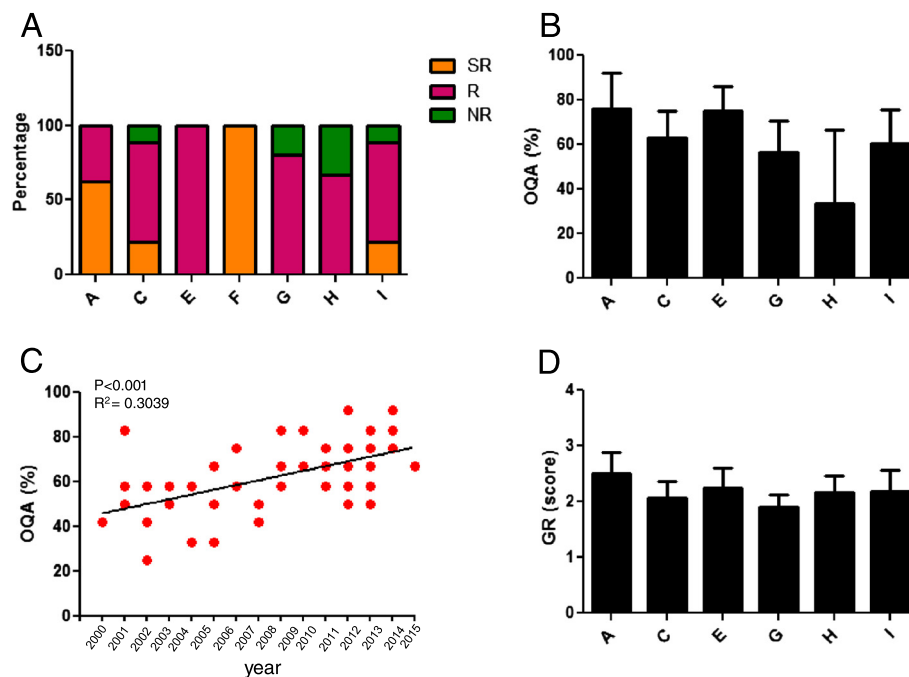 A
150
100
50
0
Percentage
A C E F G H I
SR
R
NR
B
100
80
60
40
20
0
OQA (%)
A C E G H I
C
P<0.001
R²= 0.3039
100
80
60
40
20
0
OQA (%)
2000 2001 2002 2003 2004 2005 2006 2007 2008 2009 2010 2011 2012 2013 2014 2015
year
D
4
3
2
1
0
GR (score)
A C E G H I